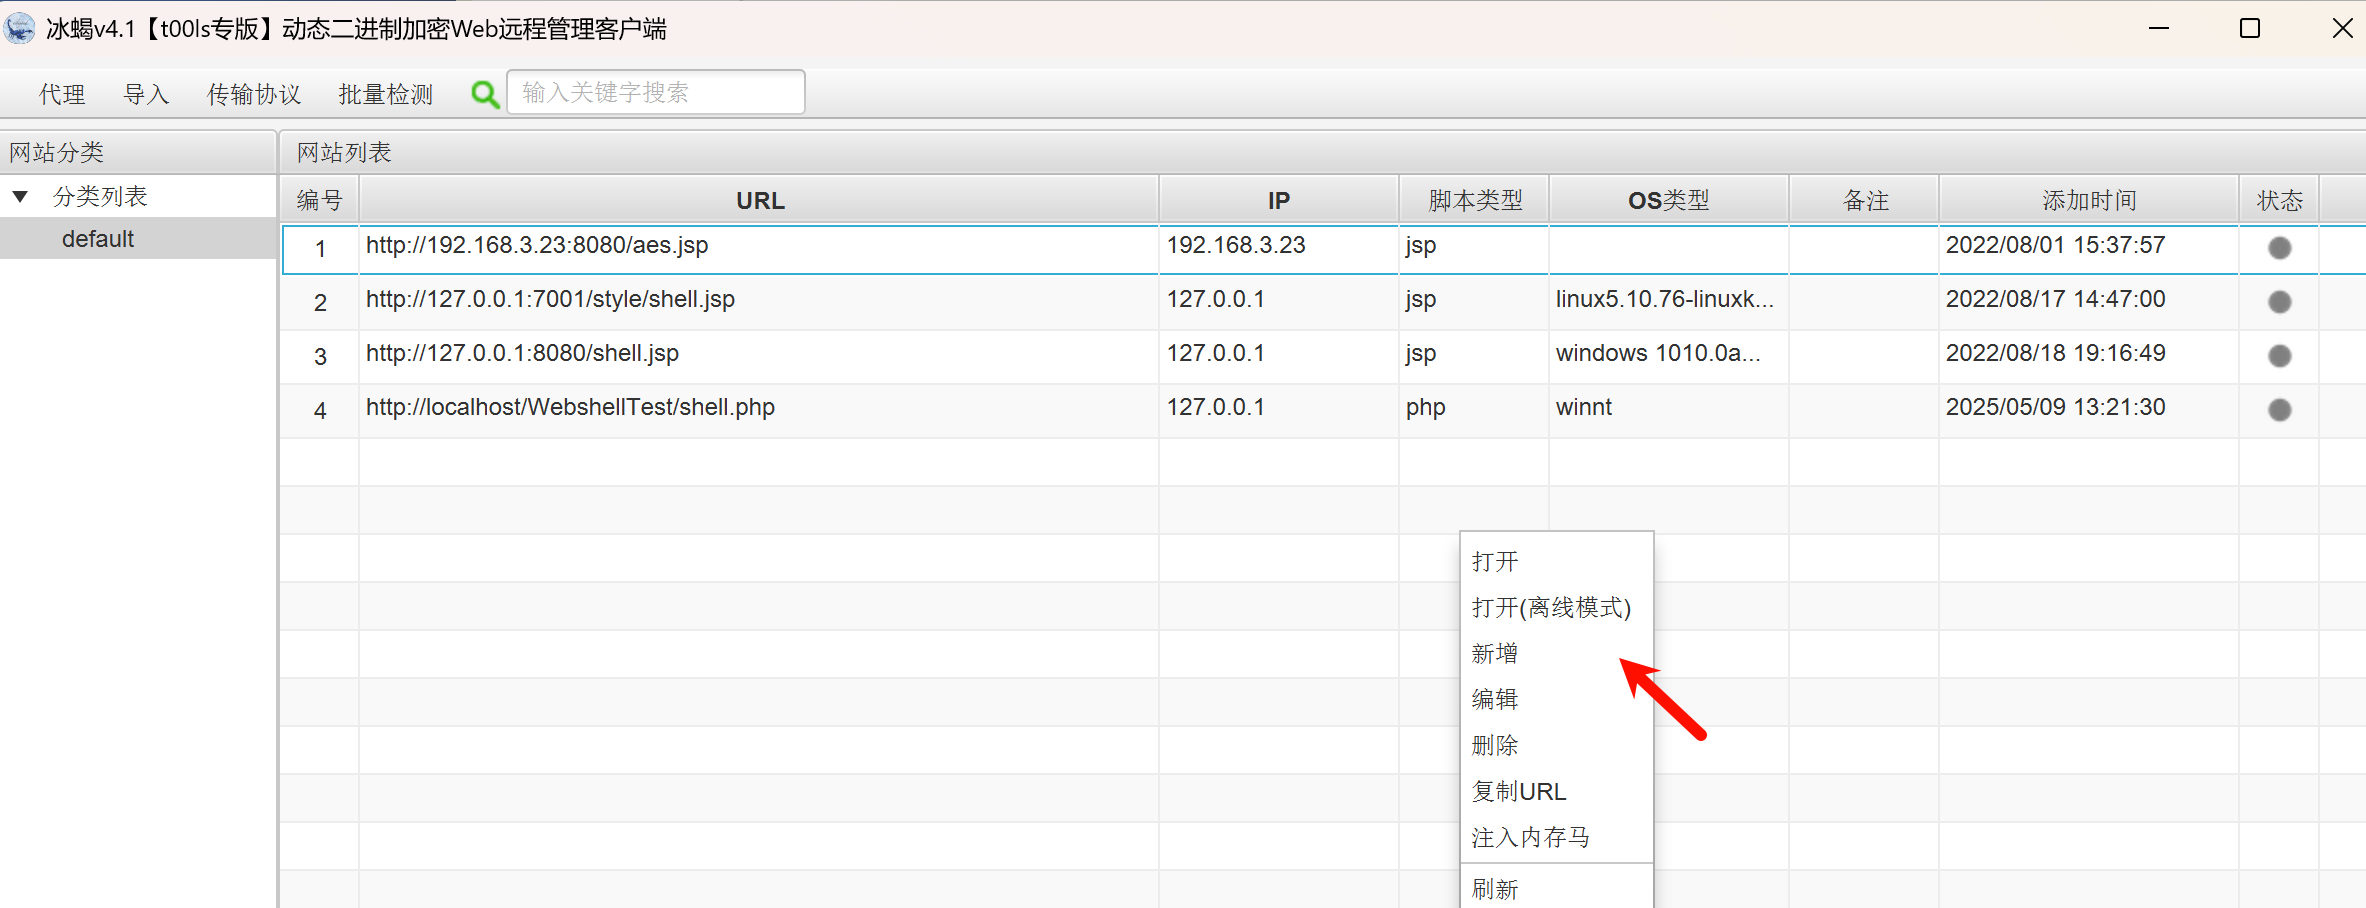 冰蝎v4.1【t00ls专版】动态二进制加密Web远程管理客户端
代理 导入 传输协议 批量检测 输入关键字搜索
网站分类 网站列表
分类列表
default
编号 URL IP 脚本类型 OS类型 备注 添加时间 状态
1 http://192.168.3.23:8080/aes.jsp 192.168.3.23 jsp 2022/08/01 15:37:57
2 http://127.0.0.1:7001/style/shell.jsp 127.0.0.1 jsp linux5.10.76-linuxk... 2022/08/17 14:47:00
3 http://127.0.0.1:8080/shell.jsp 127.0.0.1 jsp windows 1010.0a... 2022/08/18 19:16:49
4 http://localhost/WebshellTest/shell.php 127.0.0.1 php winnt 2025/05/09 13:21:30
打开
打开(离线模式)
新增
编辑
删除
复制URL
注入内存马
刷新